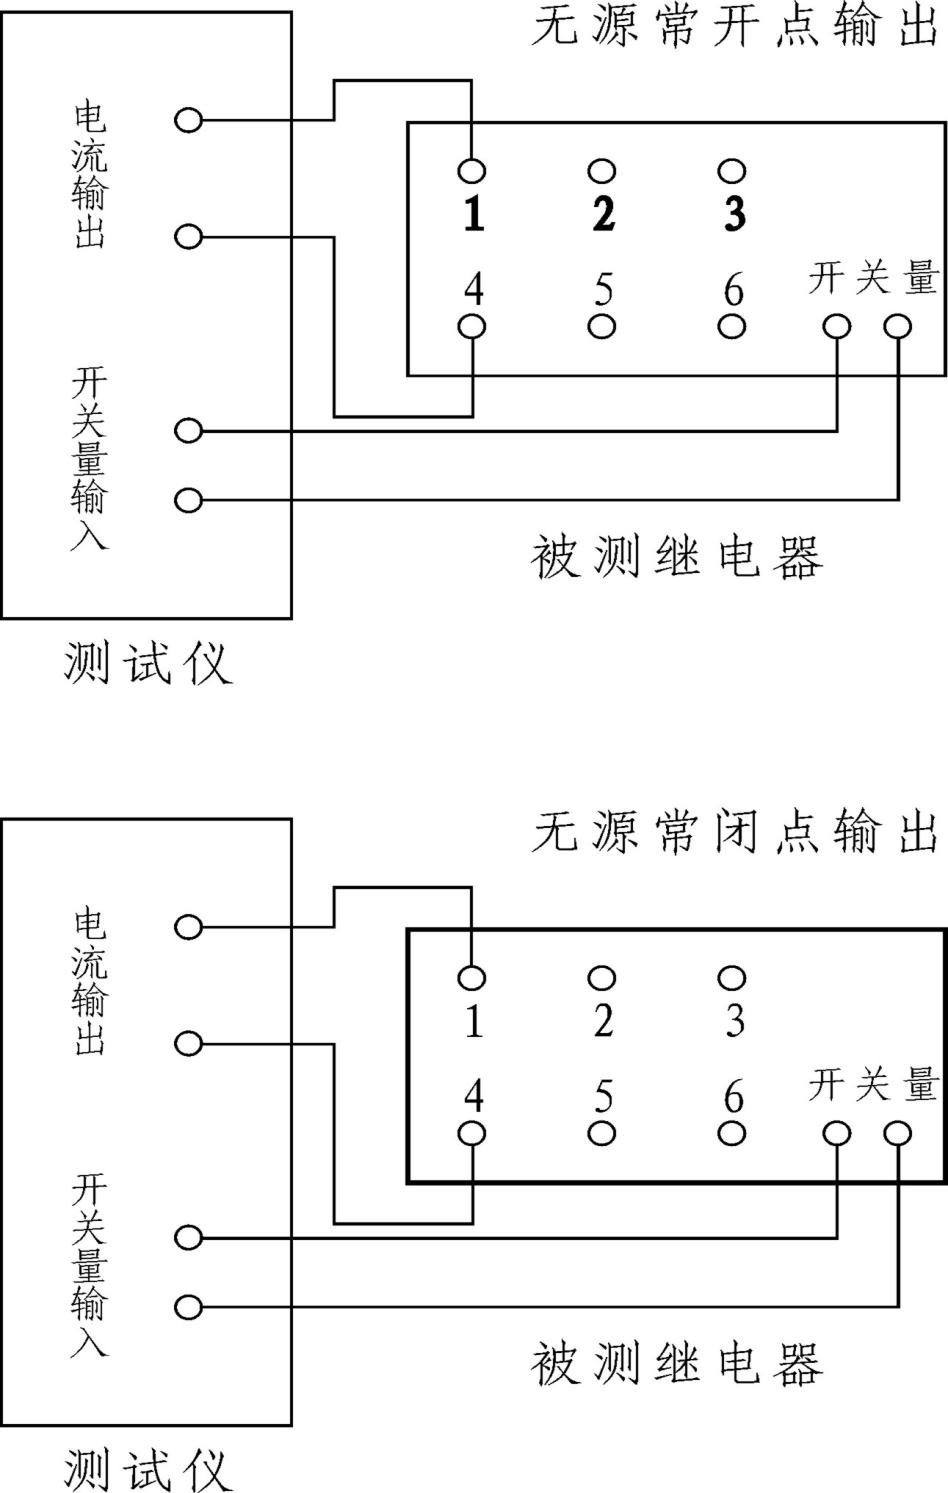 无源常开点输出
电流输出
1 2 3
4 5 6 开关量
开关量输入
被测继电器
测试仪
无源常闭点输出
电流输出
1 2 3
4 5 6 开关量
开关量输入
被测继电器
测试仪